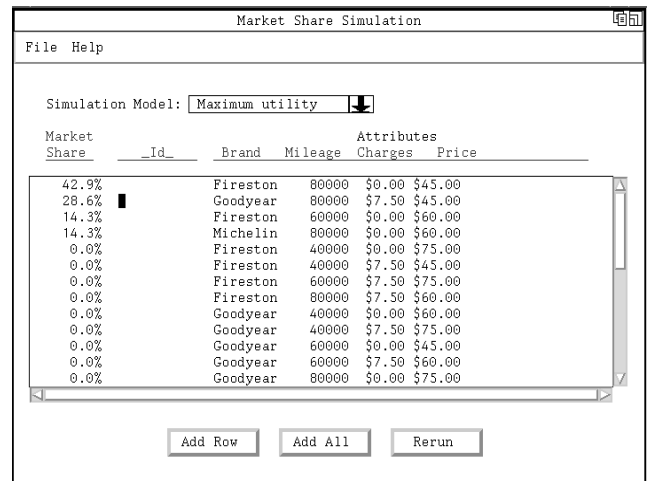 Market Share Simulation
File Help
Simulation Model: Maximum utility
Market Attributes
Share _Id_ Brand Mileage Charges Price
42.9% Fireston 80000 $0.00 $45.00
28.6% Goodyear 80000 $7.50 $45.00
14.3% Fireston 60000 $0.00 $60.00
14.3% Michelin 80000 $0.00 $60.00
0.0% Fireston 40000 $0.00 $75.00
0.0% Fireston 40000 $7.50 $45.00
0.0% Fireston 60000 $7.50 $75.00
0.0% Fireston 80000 $7.50 $60.00
0.0% Goodyear 40000 $0.00 $60.00
0.0% Goodyear 40000 $7.50 $75.00
0.0% Goodyear 60000 $0.00 $45.00
0.0% Goodyear 60000 $7.50 $60.00
0.0% Goodyear 80000 $0.00 $75.00
Add Row Add All Rerun